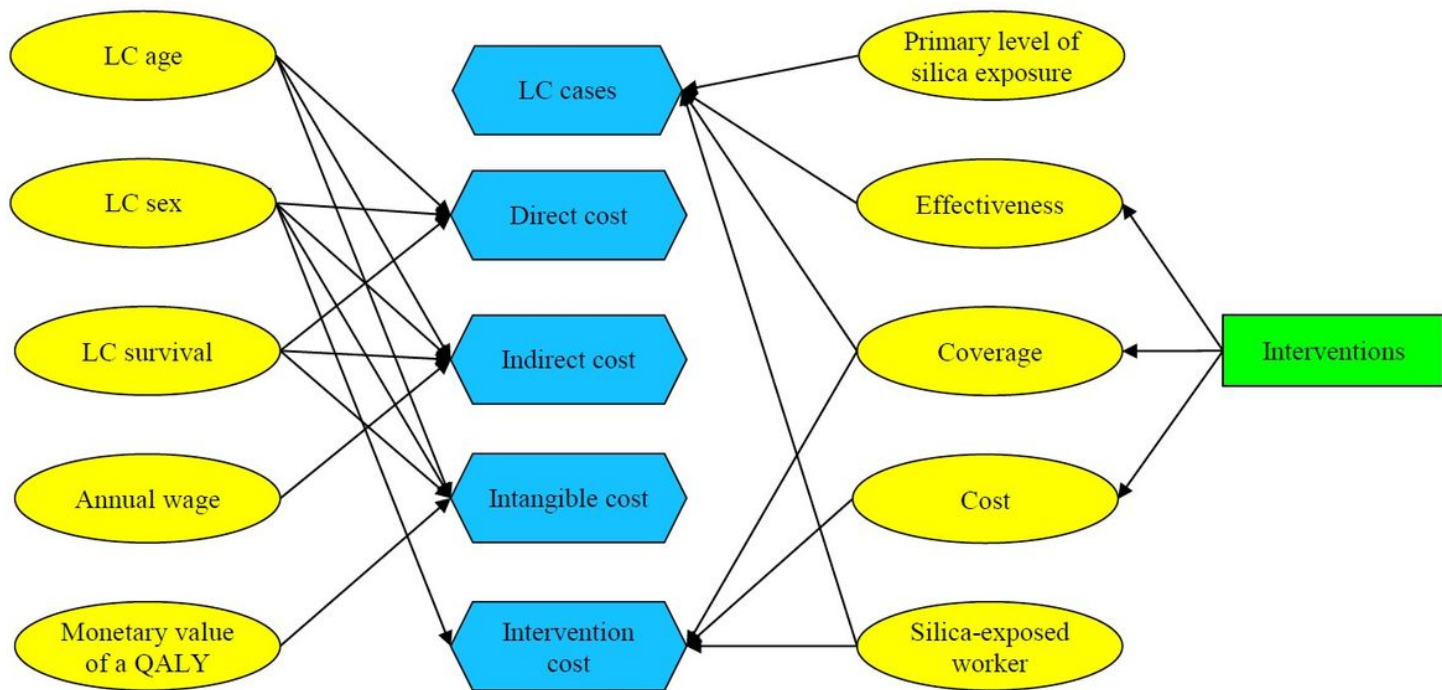 LC age
LC sex
LC survival
Annual wage
Monetary value
of a QALY
LC cases
Direct cost
Indirect cost
Intangible cost
Intervention
cost
Primary level of
silica exposure
Effectiveness
Coverage
Cost
Silica-exposed
worker
Interventions